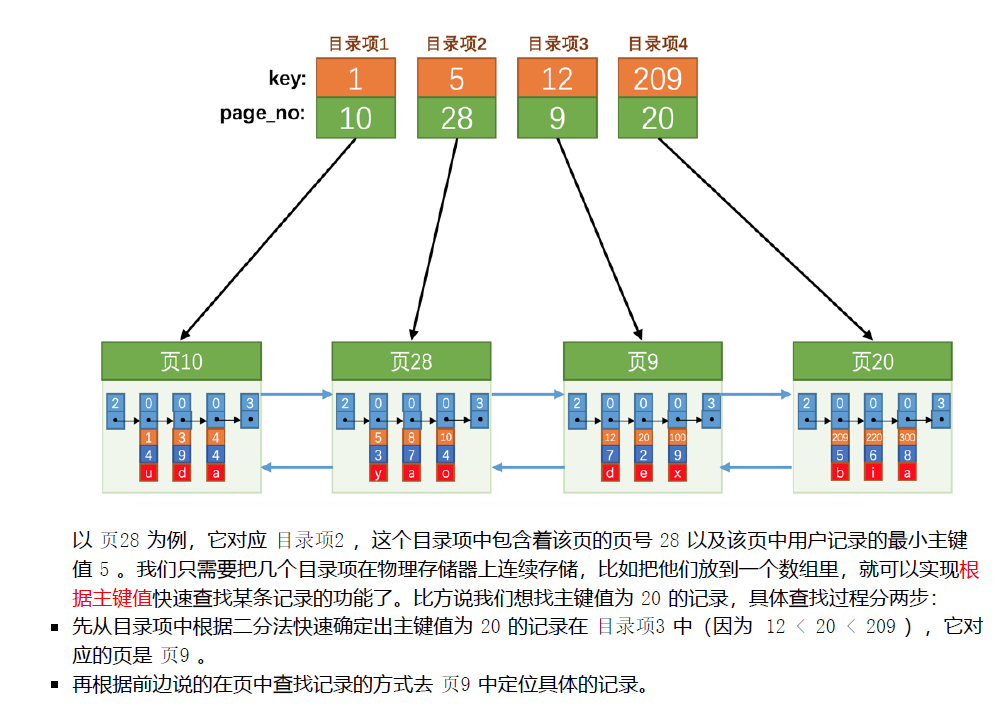 目录项1 目录项2 目录项3 目录项4
key: 1 5 12 209
page_no: 10 28 9 20
页10 页28 页9 页20
2 0 0 0 3 2 0 0 0 3 2 0 0 0 3 2 0 0 0 3
1 3 4 5 8 10 12 20 100 209 220 300
4 9 4 3 7 4 7 2 9 5 6 8
u d a y a o d e x b i a
以 页28 为例，它对应 目录项2 ，这个目录项中包含着该页的页号 28 以及该页中用户记录的最小主键
值 5 。我们只需要把几个目录项在物理存储器上连续存储，比如把他们放到一个数组里，就可以实现根
据主键值快速查找某条记录的功能了。比方说我们想找主键值为 20 的记录，具体查找过程分两步：
▪ 先从目录项中根据二分法快速确定出主键值为 20 的记录在 目录项3 中（因为 12 < 20 < 209 ），它对
应的页是 页9 。
▪ 再根据前边说的在页中查找记录的方式去 页9 中定位具体的记录。